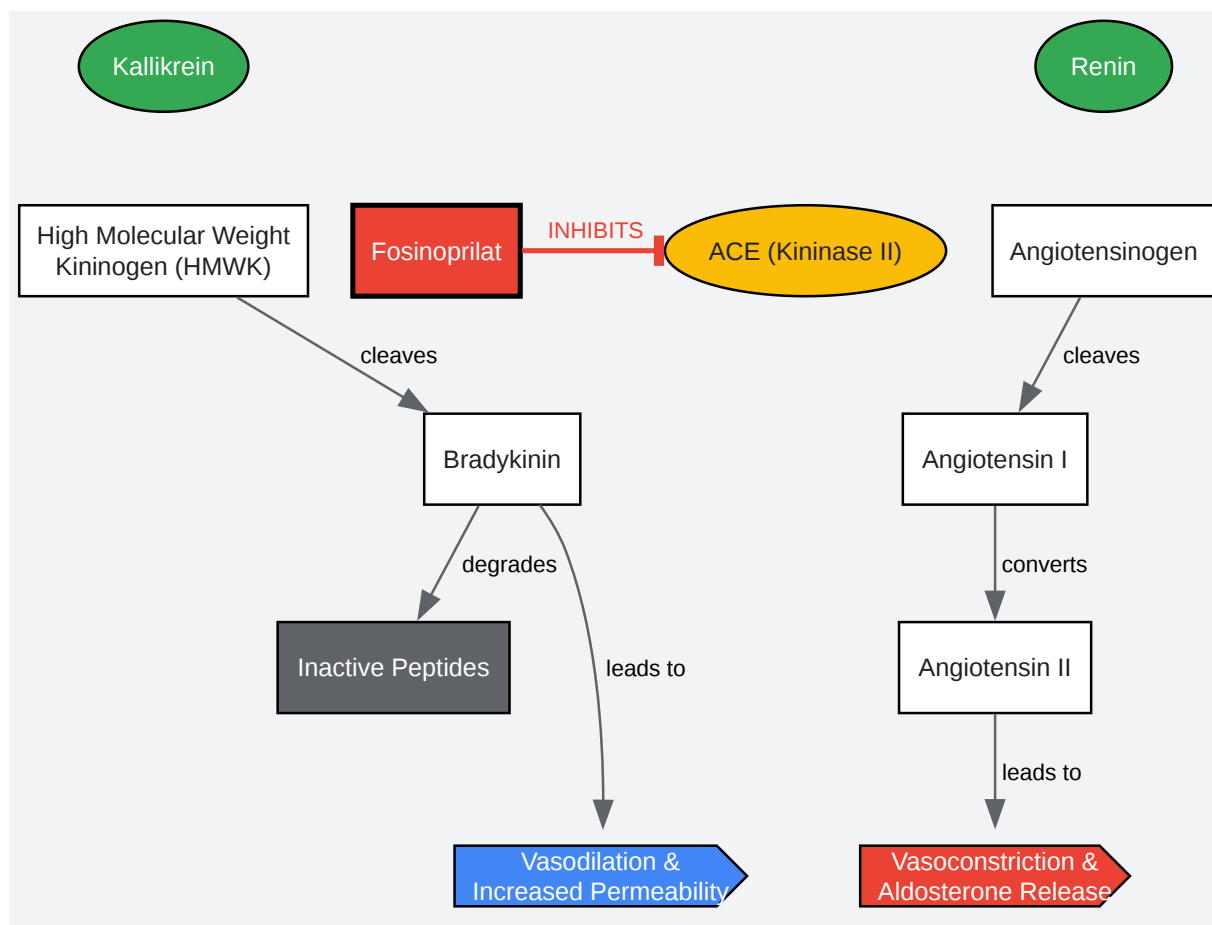 Kallikrein
Renin
High Molecular Weight
Kininogen (HMWK)
Fosinoprilat
INHIBITS
ACE (Kininase II)
Angiotensinogen
cleaves
cleaves
Bradykinin
Angiotensin I
degrades
converts
Inactive Peptides
leads to
Angiotensin II
leads to
Vasodilation &
Increased Permeability
Vasoconstriction &
Aldosterone Release